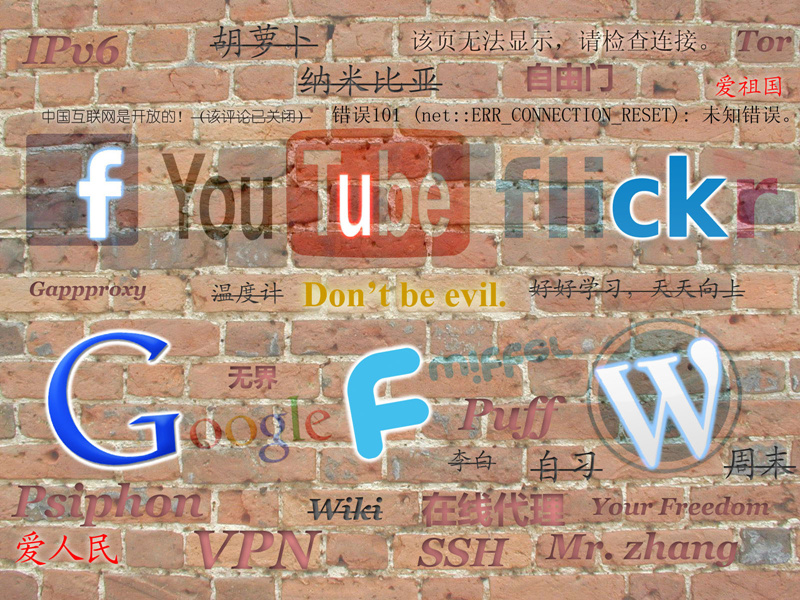 IPv6
胡萝卜
该页无法显示，请检查连接。
Tor
纳米比亚
自由门
爱祖国
中国互联网是开放的！（该评论已关闭）
错误101 (net::ERR_CONNECTION_RESET): 未知错误。
f
YouTube
flickr
Gappproxy
温度计
Don't be evil.
好好学习，天天向上
G
Google
无界
F
Puff
W
李白
自习
周末
Psiphon
Wiki
在线代理
Your Freedom
爱人民
VPN
SSH
Mr. zhang